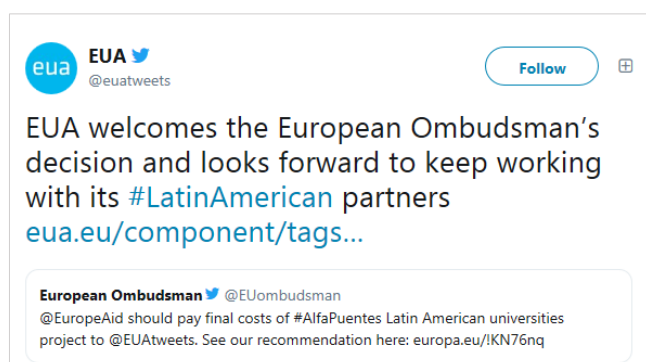 eua
EUA
@euatweets
Follow
EUA welcomes the European Ombudsman's
decision and looks forward to keep working
with its #LatinAmerican partners
eua.eu/component/tags...
European Ombudsman @EUombudsman
@EuropeAid should pay final costs of #AlfaPuentes Latin American universities
project to @EUAtweets. See our recommendation here: europa.eu/!KN76nq